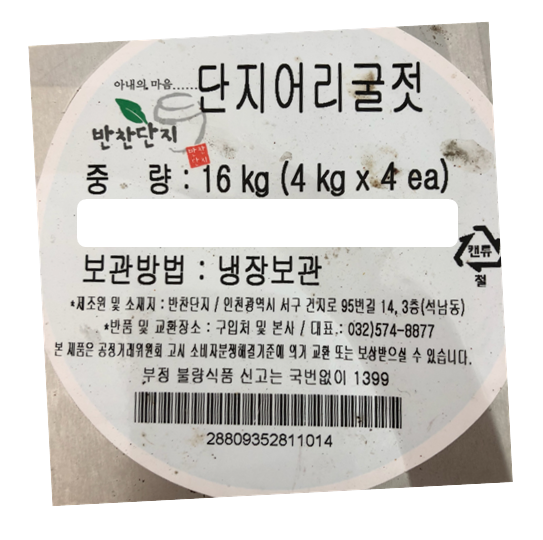 아내의 마음......단지어리굴젓
반찬단지
반찬
단지
중 량 : 16 kg (4 kg x 4 ea)
캔류
보관방법 : 냉장보관
절
*제조원 및 소재지 : 반찬단지 / 인천광역시 서구 건지로 95번길 14, 3층(석남동)
*반품 및 교환장소 : 구입처 및 본사 / 대표.: 032)574-8877
본 제품은 공정거래위원회 고시 소비자분쟁해결기준에 의거 교환 또는 보상받으실 수 있습니다.
부정 불량식품 신고는 국번없이 1399
28809352811014